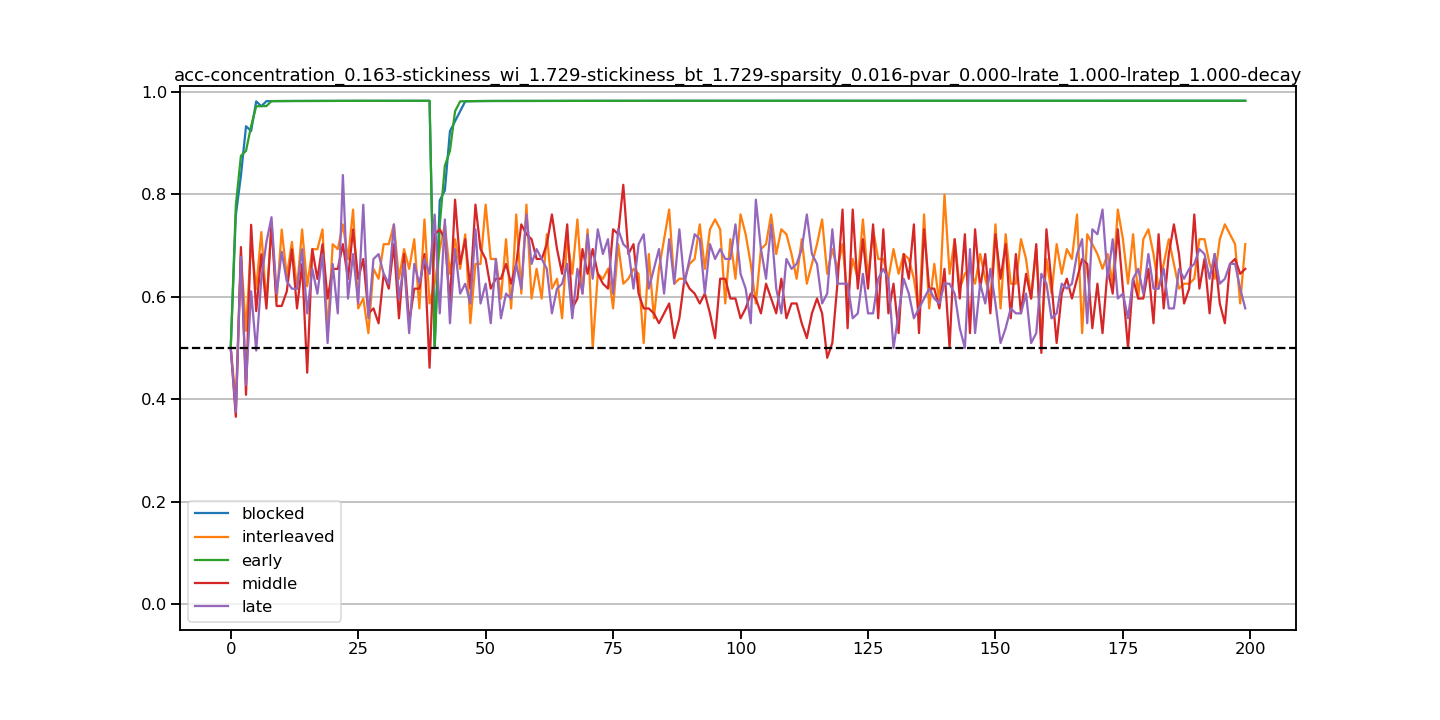 acc-concentration_0.163-stickiness_wi_1.729-stickiness_bt_1.729-sparsity_0.016-pvar_0.000-lrate_1.000-lratep_1.000-decay
1.0
0.8
0.6
0.4
0.2
0.0
blocked
interleaved
early
middle
late
0 25 50 75 100 125 150 175 200